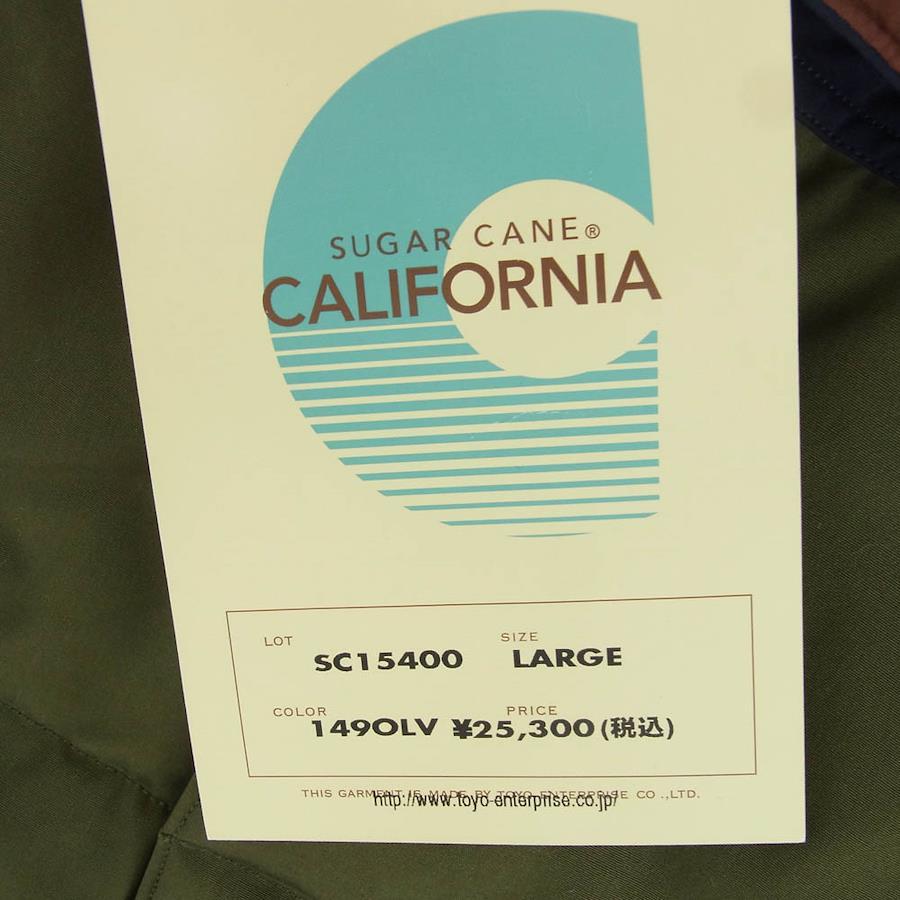 SUGAR CANE®
CALIFORNIA
LOT SIZE
SC15400 LARGE
COLOR PRICE
149OLV ¥25,300(税込)
THIS GARMENT IS MADE BY TOYO ENTERPRISE CO.,LTD.
http://www.toyo-enterprise.co.jp/